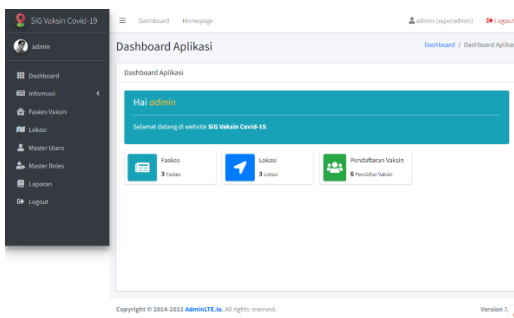 SIG Vaksin Covid-19
Dashboard Homepage
admin (superadmin) Logout
admin
Dashboard Aplikasi
Dashboard / Dashboard Aplikas
Dashboard
Informasi
Faskes Vaksin
Lokasi
Master Users
Master Roles
Laporan
Logout
Dashboard Aplikasi
Hai admin
Selamat datang di website SIG Vaksin Covid-19.
Faskes
3 Faskes
Lokasi
3 Lokasi
Pendaftaran Vaksin
6 Pendaftar Vaksin
Copyright © 2014-2021 AdminLTE.io. All rights reserved.
Version 3.